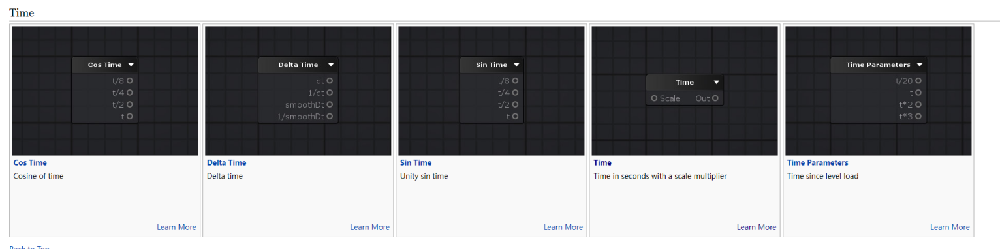 Time
Cos Time
t/8
t/4
t/2
t
Cos Time
Cosine of time
Learn More
Delta Time
dt
1/dt
smoothDt
1/smoothDt
Delta Time
Delta time
Learn More
Sin Time
t/8
t/4
t/2
t
Sin Time
Unity sin time
Learn More
Time
Scale Out
Time
Time in seconds with a scale multiplier
Learn More
Time Parameters
t/20
t
t*2
t*3
Time Parameters
Time since level load
Learn More
Back to Top